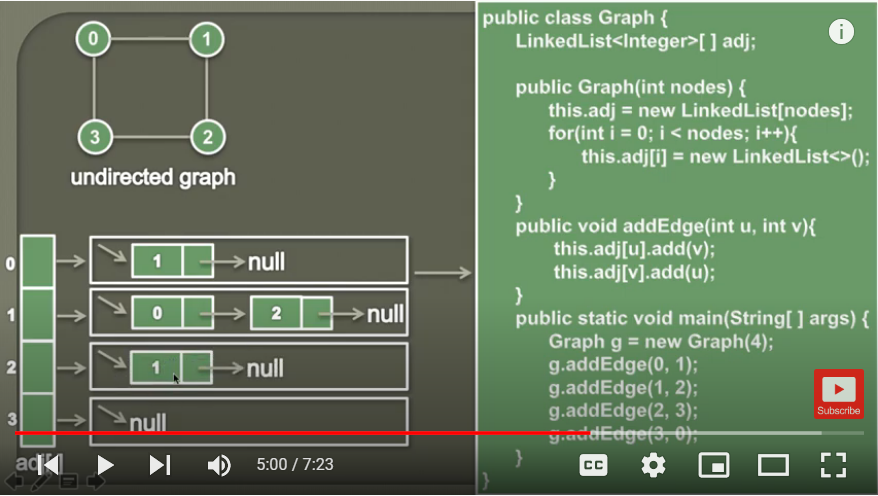 0 1
3 2
undirected graph
0 1 null
1 0 2 null
2 1 null
3 null
public class Graph {
LinkedList<Integer>[ ] adj;
public Graph(int nodes) {
this.adj = new LinkedList[nodes];
for(int i = 0; i < nodes; i++){
this.adj[i] = new LinkedList<>();
}
}
public void addEdge(int u, int v){
this.adj[u].add(v);
this.adj[v].add(u);
}
public static void main(String[ ] args) {
Graph g = new Graph(4);
g.addEdge(0, 1);
g.addEdge(1, 2);
g.addEdge(2, 3);
g.addEdge(3, 0);
}
}
i
Subscribe
5:00 / 7:23
CC